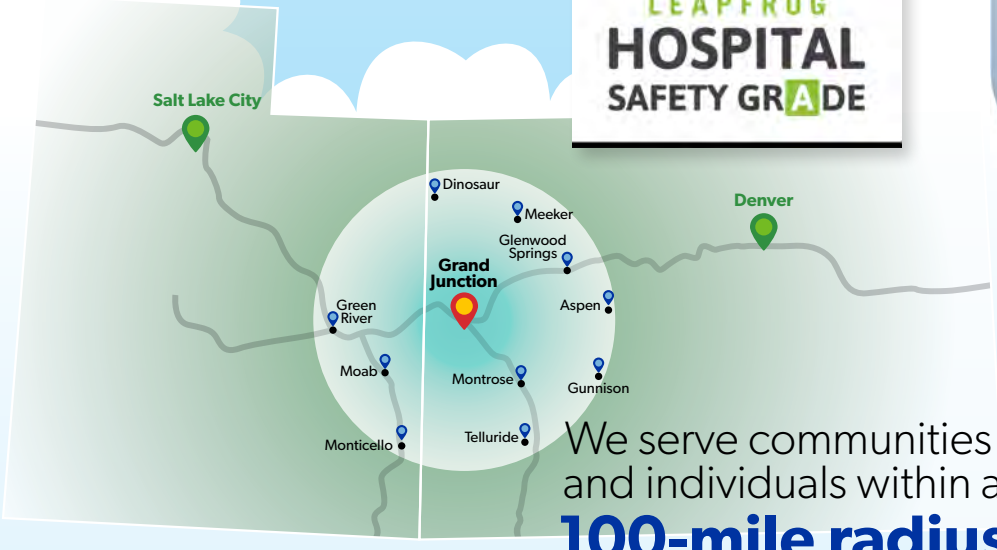 LEAPFROG
HOSPITAL
SAFETY GRADE
Salt Lake City
Dinosaur
Meeker
Denver
Glenwood
Springs
Grand
Junction
Aspen
Green
River
Moab
Montrose
Gunnison
Monticello
Telluride
We serve communities
and individuals within a
100-mile radius